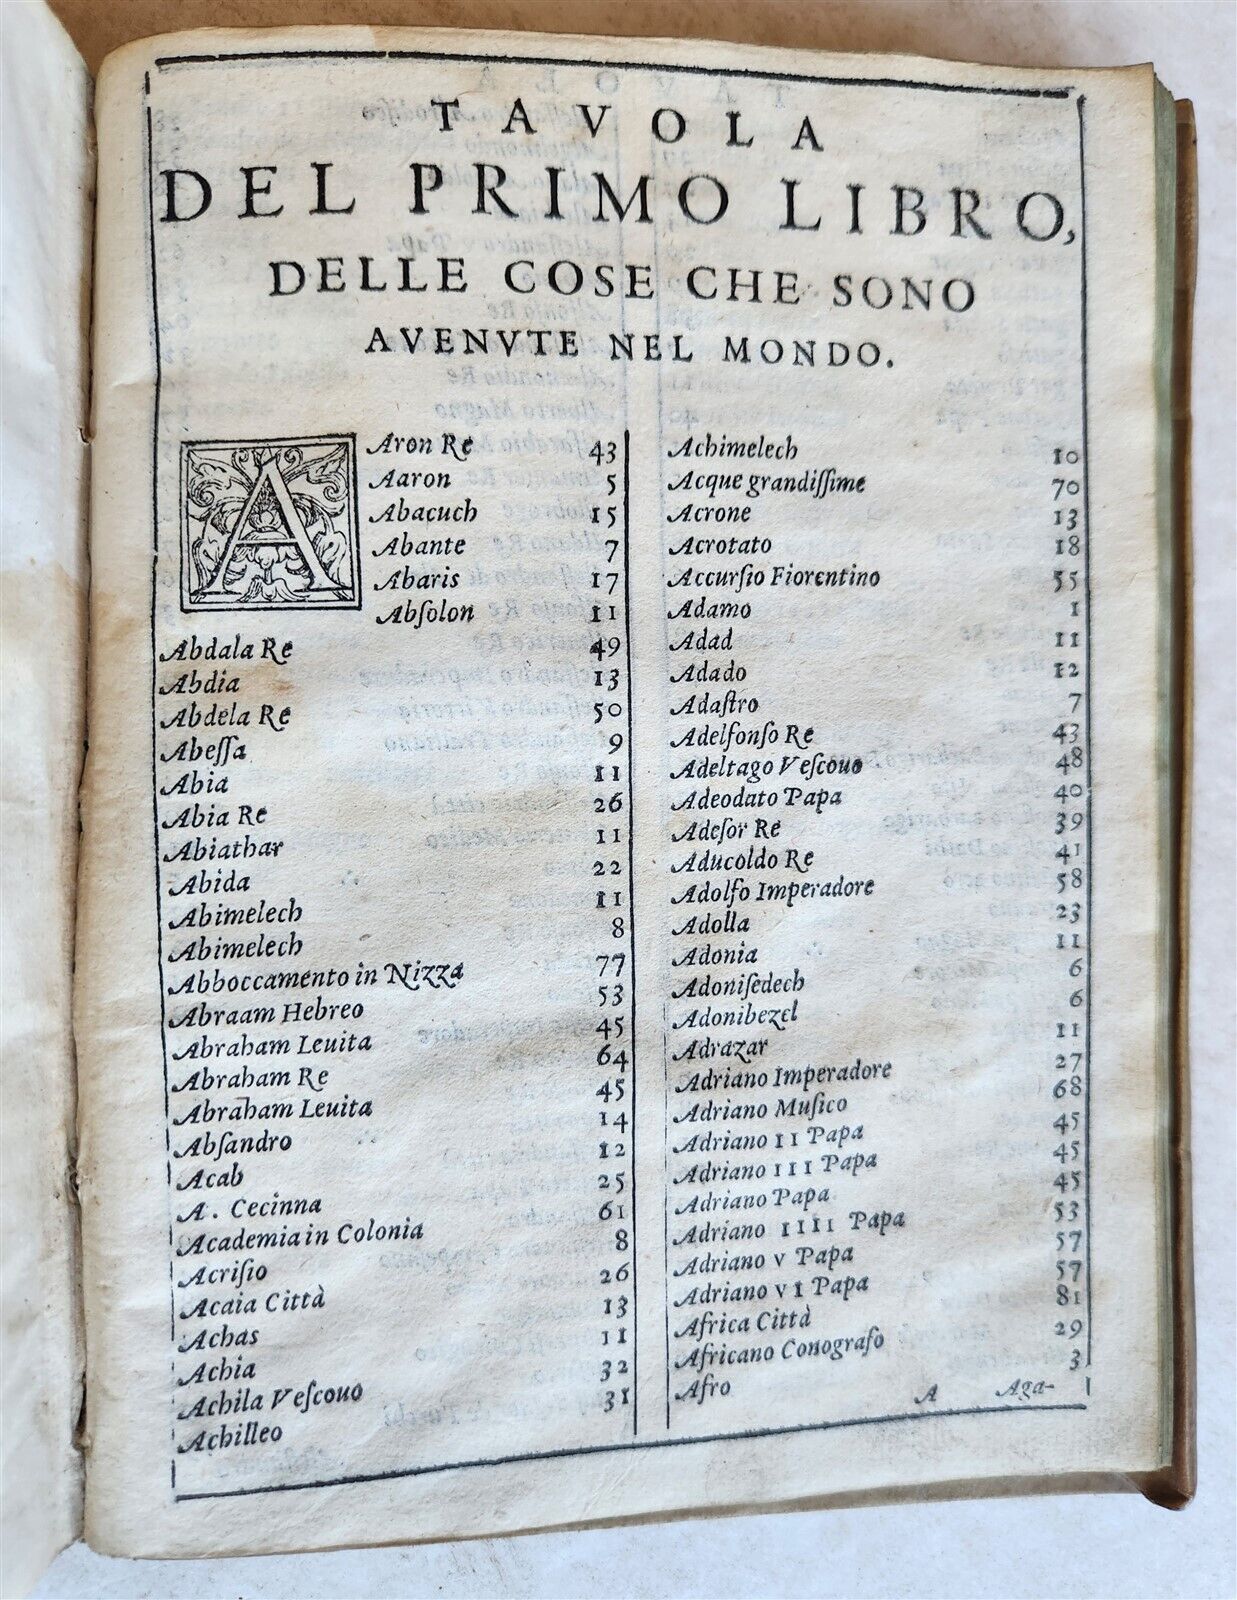 TAVOLA
DEL PRIMO LIBRO,
DELLE COSE CHE SONO
AVENVTE NEL MONDO.
AAron Re 43
Aaron 5
Abacuch 15
Abante 7
Abaris 17
Abſolon 11
Abdala Re 49
Abdia 13
Abdela Re 50
Abeſſa 9
Abia 11
Abia Re 26
Abiathar 11
Abida 22
Abimelech 11
Abimelech 8
Abboccamento in Nizza 77
Abraam Hebreo 53
Abraham Leuita 45
Abraham Re 64
Abraham Leuita 45
Abſandro 14
Acab 12
A. Cecinna 25
Academia in Colonia 61
Acriſio 8
Acaia Città 26
Achas 13
Achia 11
Achila Veſcouo 32
Achilleo 31
Achimelech 10
Acque grandiſſime 70
Acrone 13
Acrotato 18
Accurſio Fiorentino 55
Adamo 1
Adad 11
Adado 12
Adaſtro 7
Adelfonſo Re 43
Adeltago Veſcouo 48
Adeodato Papa 40
Adeſor Re 39
Aducoldo Re 41
Adolfo Imperadore 58
Adolla 23
Adonia 11
Adoniſedech 6
Adonibezel 6
Adrazar 11
Adriano Imperadore 27
Adriano Muſico 68
Adriano II Papa 45
Adriano III Papa 45
Adriano Papa 45
Adriano IIII Papa 53
Adriano V Papa 57
Adriano VI Papa 57
Africa Città 81
Africano Conografo 29
Afro 3
A Aga-